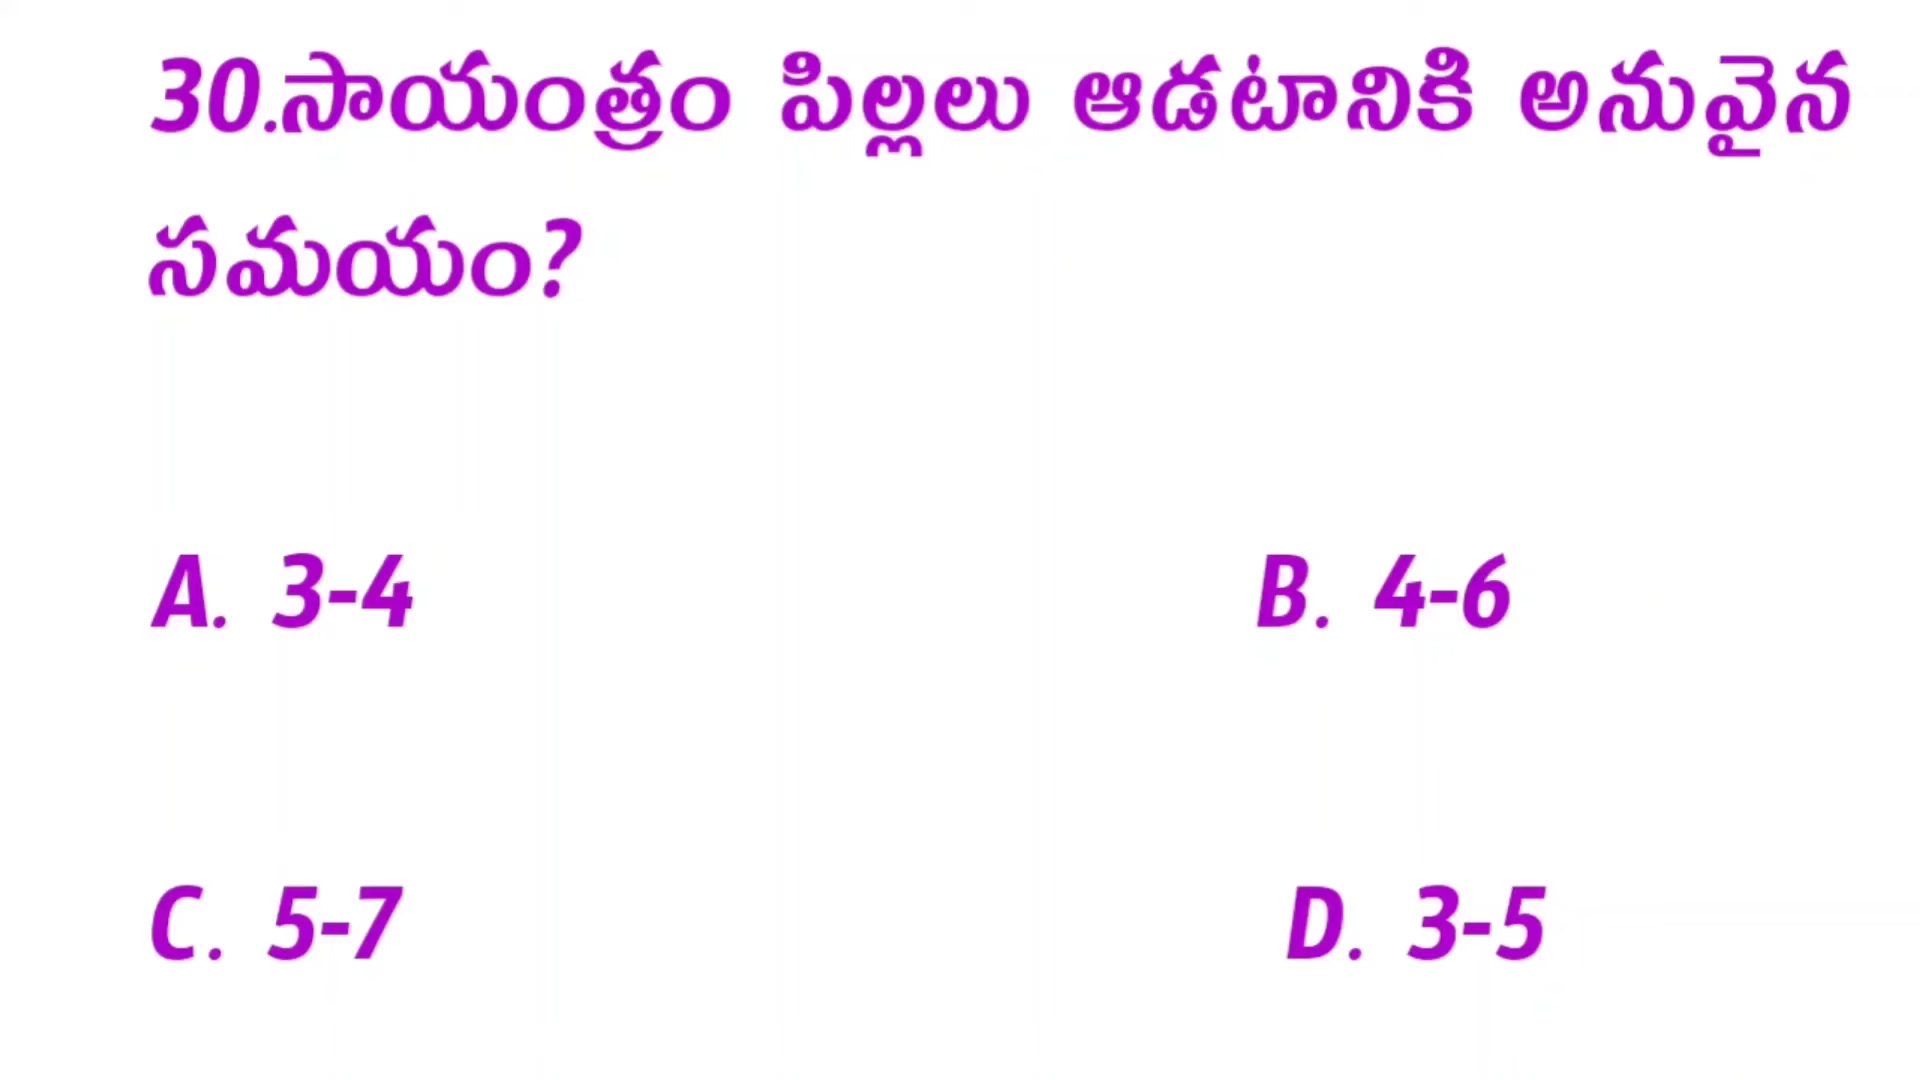 30.సాయంత్రం పిల్లలు ఆడటానికి అనువైన
సమయం?
A. 3-4 B. 4-6
C. 5-7 D. 3-5